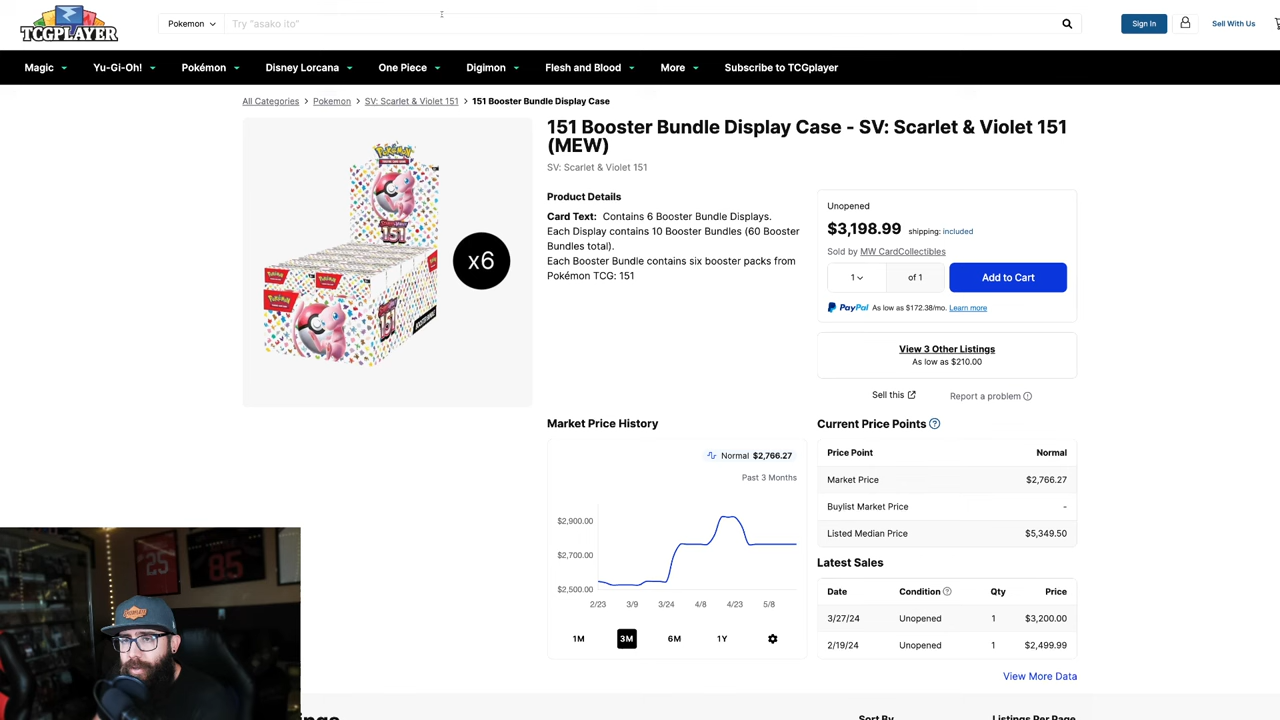 TCGPLAYER
Pokemon
Try "asako ito"
Sign In
Sell With Us
Magic
Yu-Gi-Oh!
Pokémon
Disney Lorcana
One Piece
Digimon
Flesh and Blood
More
Subscribe to TCGplayer
All Categories > Pokemon > SV: Scarlet & Violet 151 > 151 Booster Bundle Display Case
151 Booster Bundle Display Case - SV: Scarlet & Violet 151
(MEW)
SV: Scarlet & Violet 151
Pokémon
151
x6
Product Details
Card Text: Contains 6 Booster Bundle Displays.
Each Display contains 10 Booster Bundles (60 Booster
Bundles total).
Each Booster Bundle contains six booster packs from
Pokémon TCG: 151
Unopened
$3,198.99 shipping: included
Sold by MW CardCollectibles
1 of 1
Add to Cart
PayPal As low as $172.38/mo. Learn more
View 3 Other Listings
As low as $210.00
Sell this
Report a problem
Market Price History
Normal $2,766.27
Past 3 Months
$2,900.00
$2,700.00
$2,500.00
2/23 3/9 3/24 4/8 4/23 5/8
1M 3M 6M 1Y
Current Price Points
Price Point Normal
Market Price $2,766.27
Buylist Market Price -
Listed Median Price $5,349.50
Latest Sales
Date Condition Qty Price
3/27/24 Unopened 1 $3,200.00
2/19/24 Unopened 1 $2,499.99
View More Data
25
85
Sort By
Listings Per Page